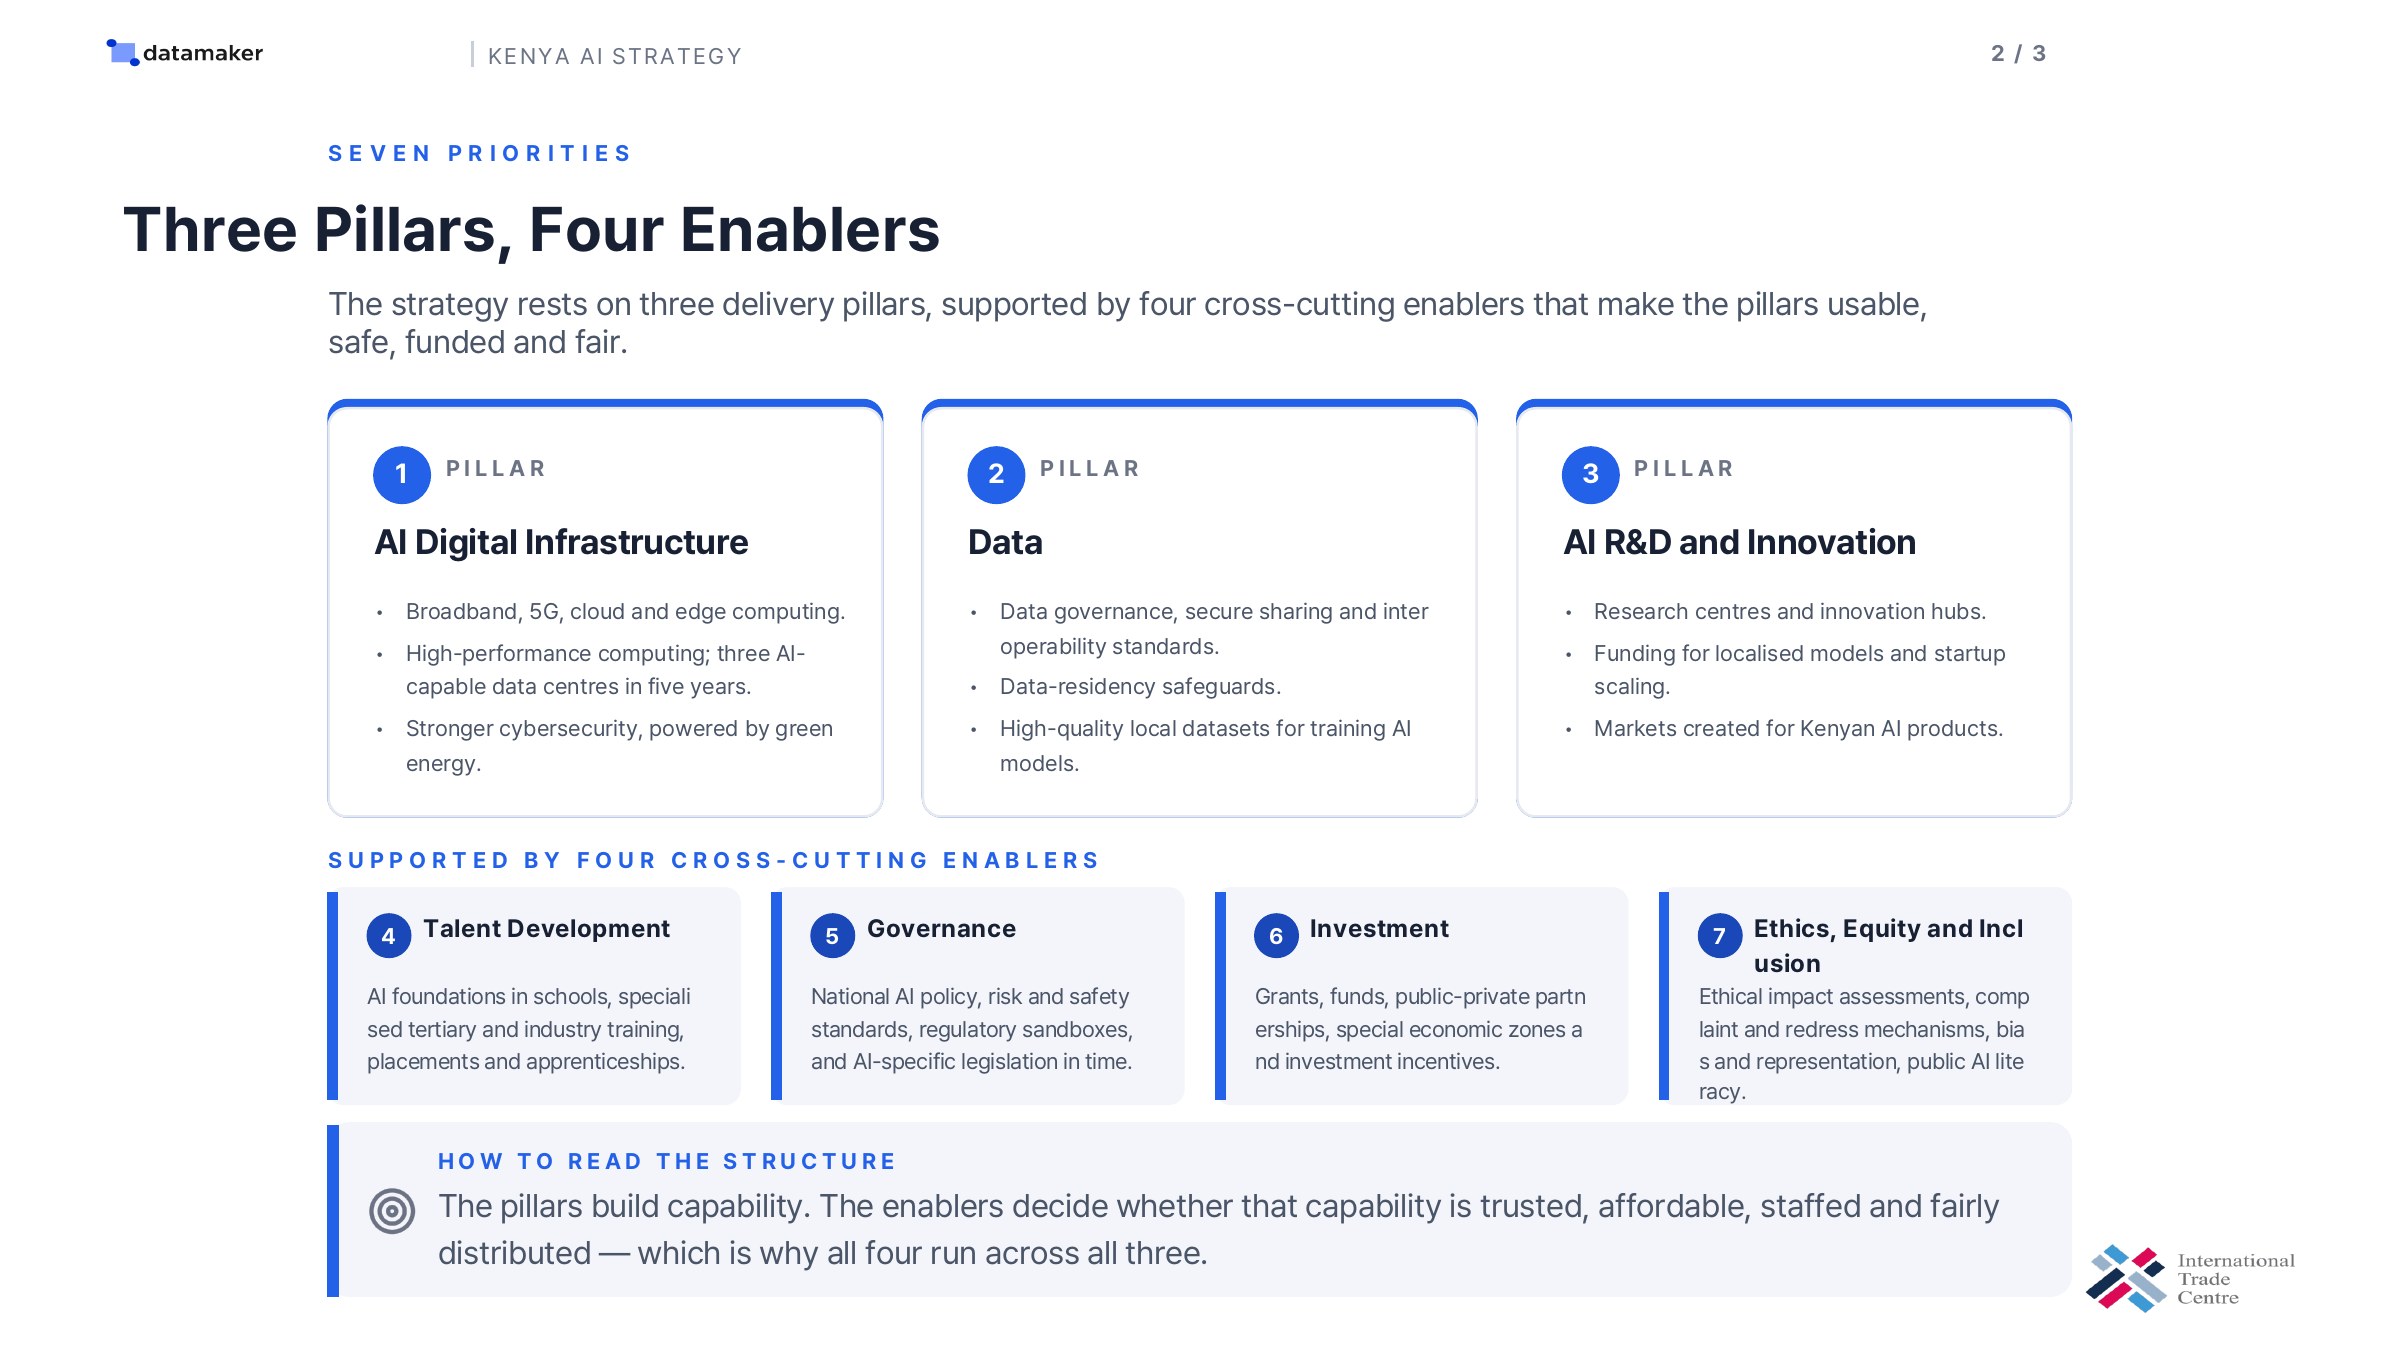 datamaker
KENYA AI STRATEGY
2 / 3
SEVEN PRIORITIES
Three Pillars, Four Enablers
The strategy rests on three delivery pillars, supported by four cross-cutting enablers that make the pillars usable,
safe, funded and fair.
1 PILLAR
AI Digital Infrastructure
• Broadband, 5G, cloud and edge computing.
• High-performance computing; three AI-
capable data centres in five years.
• Stronger cybersecurity, powered by green
energy.
2 PILLAR
Data
• Data governance, secure sharing and inter
operability standards.
• Data-residency safeguards.
• High-quality local datasets for training AI
models.
3 PILLAR
AI R&D and Innovation
• Research centres and innovation hubs.
• Funding for localised models and startup
scaling.
• Markets created for Kenyan AI products.
SUPPORTED BY FOUR CROSS-CUTTING ENABLERS
4 Talent Development
AI foundations in schools, speciali
sed tertiary and industry training,
placements and apprenticeships.
5 Governance
National AI policy, risk and safety
standards, regulatory sandboxes,
and AI-specific legislation in time.
6 Investment
Grants, funds, public-private partn
erships, special economic zones a
nd investment incentives.
7 Ethics, Equity and Incl
usion
Ethical impact assessments, comp
laint and redress mechanisms, bia
s and representation, public AI lite
racy.
HOW TO READ THE STRUCTURE
The pillars build capability. The enablers decide whether that capability is trusted, affordable, staffed and fairly
distributed — which is why all four run across all three.
International
Trade
Centre